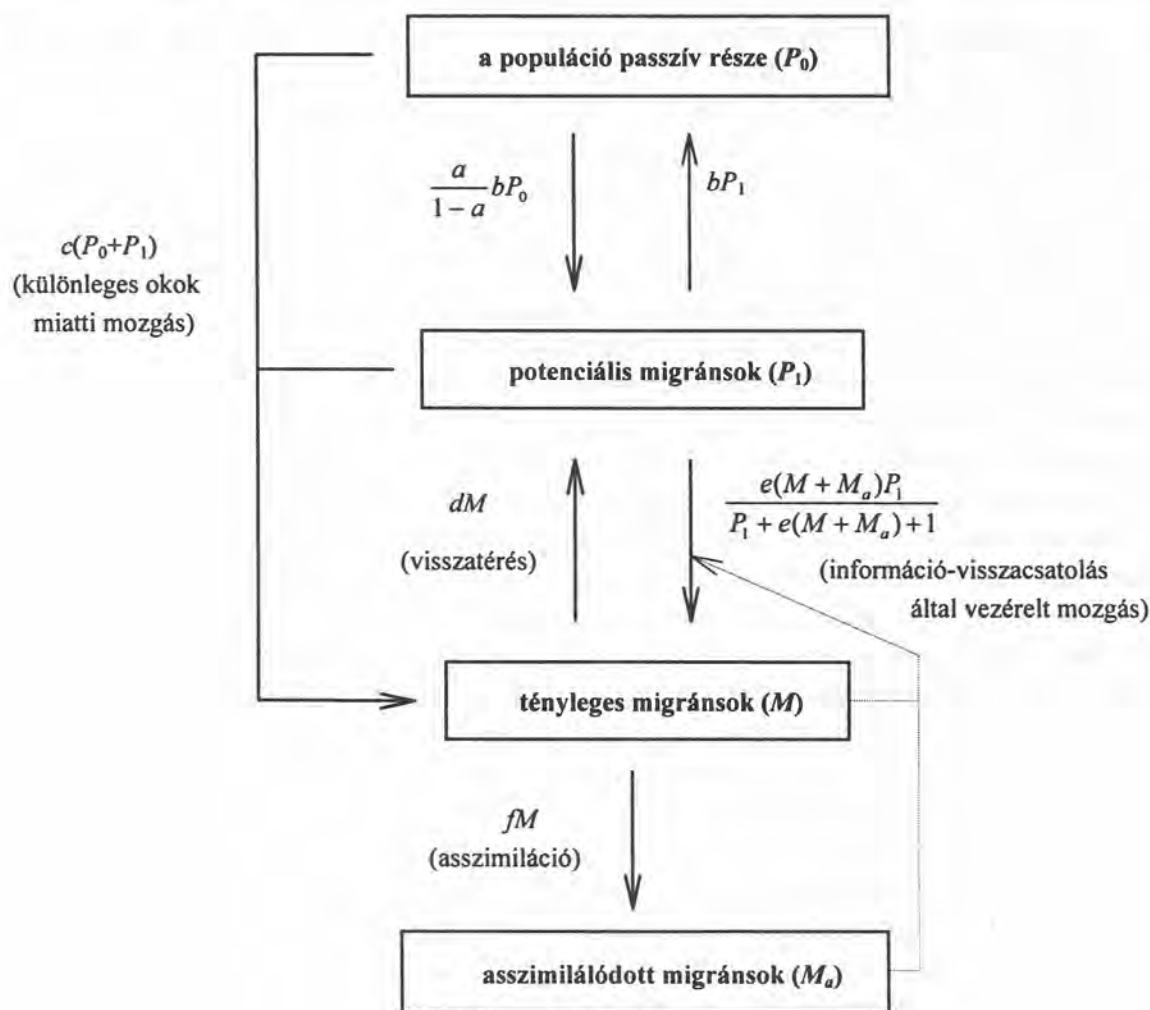 a populáció passzív része (P₀)
a/(1 − a) bP₀
bP₁
c(P₀+P₁)
(különleges okok
miatti mozgás)
potenciális migránsok (P₁)
dM
(visszatérés)
e(M + Mₐ)P₁ / (P₁ + e(M + Mₐ) + 1)
(információ-visszacsatolás
által vezérelt mozgás)
tényleges migránsok (M)
fM
(asszimiláció)
asszimilálódott migránsok (Mₐ)